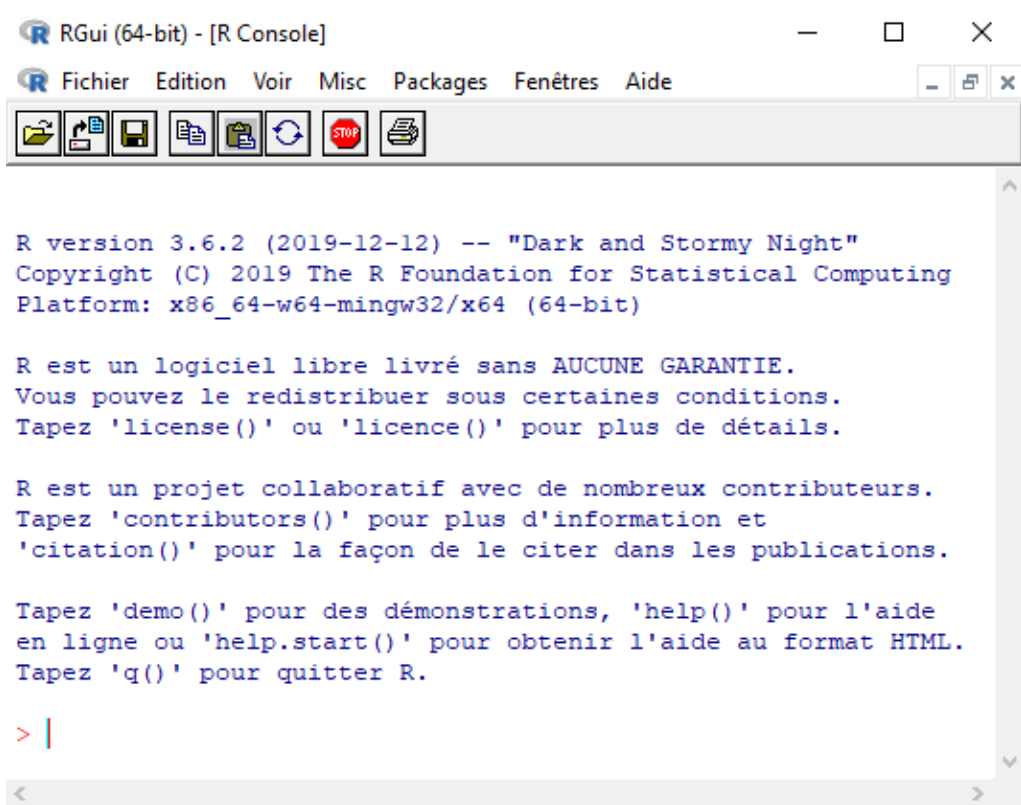 RGui (64-bit) - [R Console]
Fichier Edition Voir Misc Packages Fenêtres Aide
STOP
R version 3.6.2 (2019-12-12) -- "Dark and Stormy Night"
Copyright (C) 2019 The R Foundation for Statistical Computing
Platform: x86_64-w64-mingw32/x64 (64-bit)
R est un logiciel libre livré sans AUCUNE GARANTIE.
Vous pouvez le redistribuer sous certaines conditions.
Tapez 'license()' ou 'licence()' pour plus de détails.
R est un projet collaboratif avec de nombreux contributeurs.
Tapez 'contributors()' pour plus d'information et
'citation()' pour la façon de le citer dans les publications.
Tapez 'demo()' pour des démonstrations, 'help()' pour l'aide
en ligne ou 'help.start()' pour obtenir l'aide au format HTML.
Tapez 'q()' pour quitter R.
>